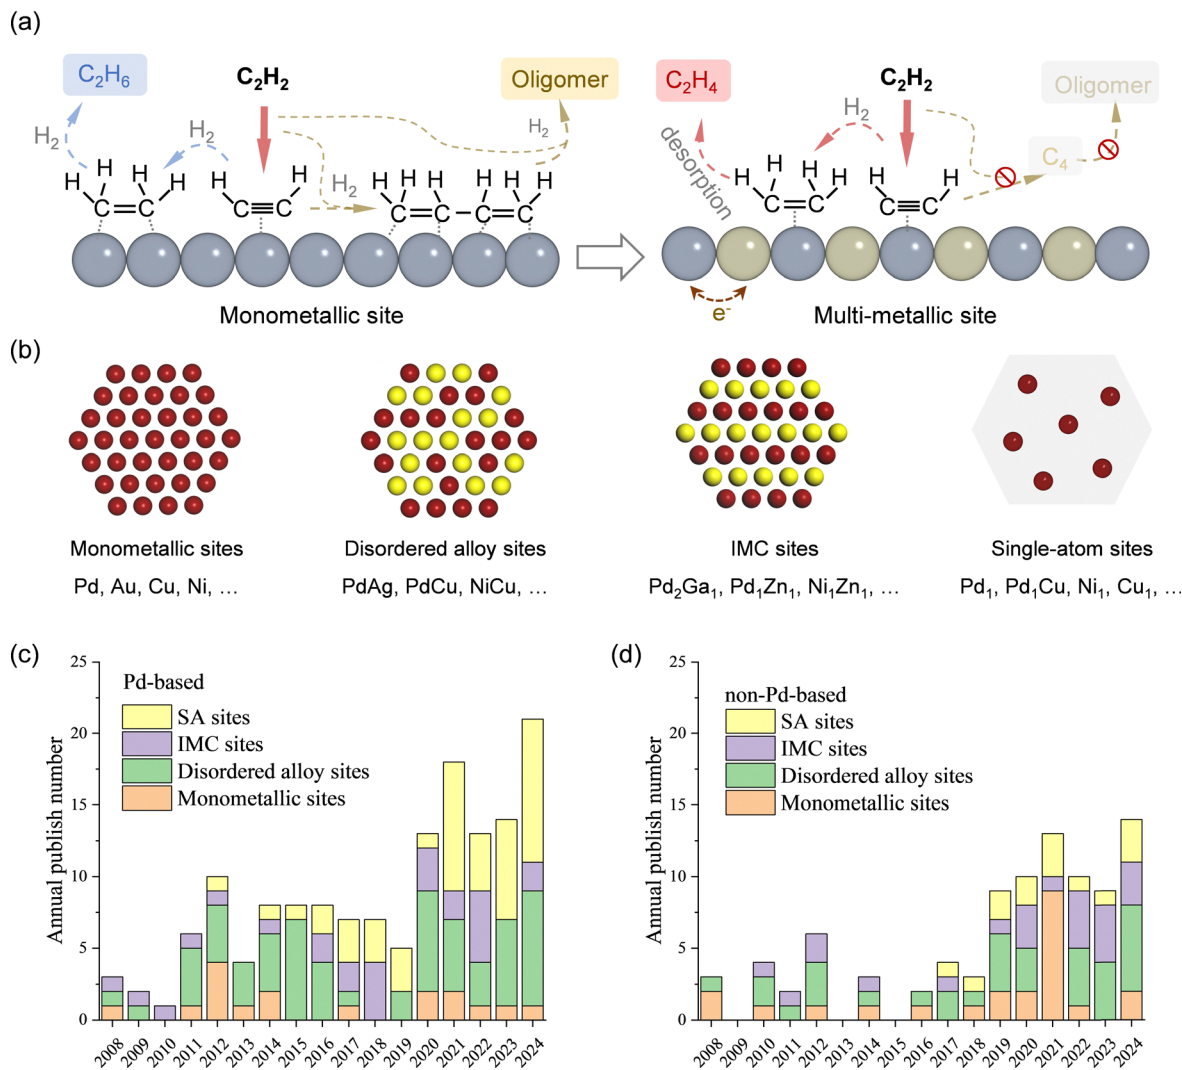 (a)
C₂H₆
C₂H₂
Oligomer
H₂
H₂
H₂
H₂
H
H
H
H
C=C
H
H
C≡C
H
H
H
H
H
H
C=C-C=C
Monometallic site
C₂H₄
C₂H₂
Oligomer
H₂
desorption
C₄
H
H
H
H
C=C
H
H
C≡C
e⁻
Multi-metallic site
(b)
Monometallic sites
Pd, Au, Cu, Ni, …
Disordered alloy sites
PdAg, PdCu, NiCu, …
IMC sites
Pd₂Ga₁, Pd₁Zn₁, Ni₁Zn₁, …
Single-atom sites
Pd₁, Pd₁Cu, Ni₁, Cu₁, …
(c)
Pd-based
SA sites
IMC sites
Disordered alloy sites
Monometallic sites
Annual publish number
25
20
15
10
5
0
2008
2009
2010
2011
2012
2013
2014
2015
2016
2017
2018
2019
2020
2021
2022
2023
2024
(d)
non-Pd-based
SA sites
IMC sites
Disordered alloy sites
Monometallic sites
Annual publish number
25
20
15
10
5
0
2008
2009
2010
2011
2012
2013
2014
2015
2016
2017
2018
2019
2020
2021
2022
2023
2024